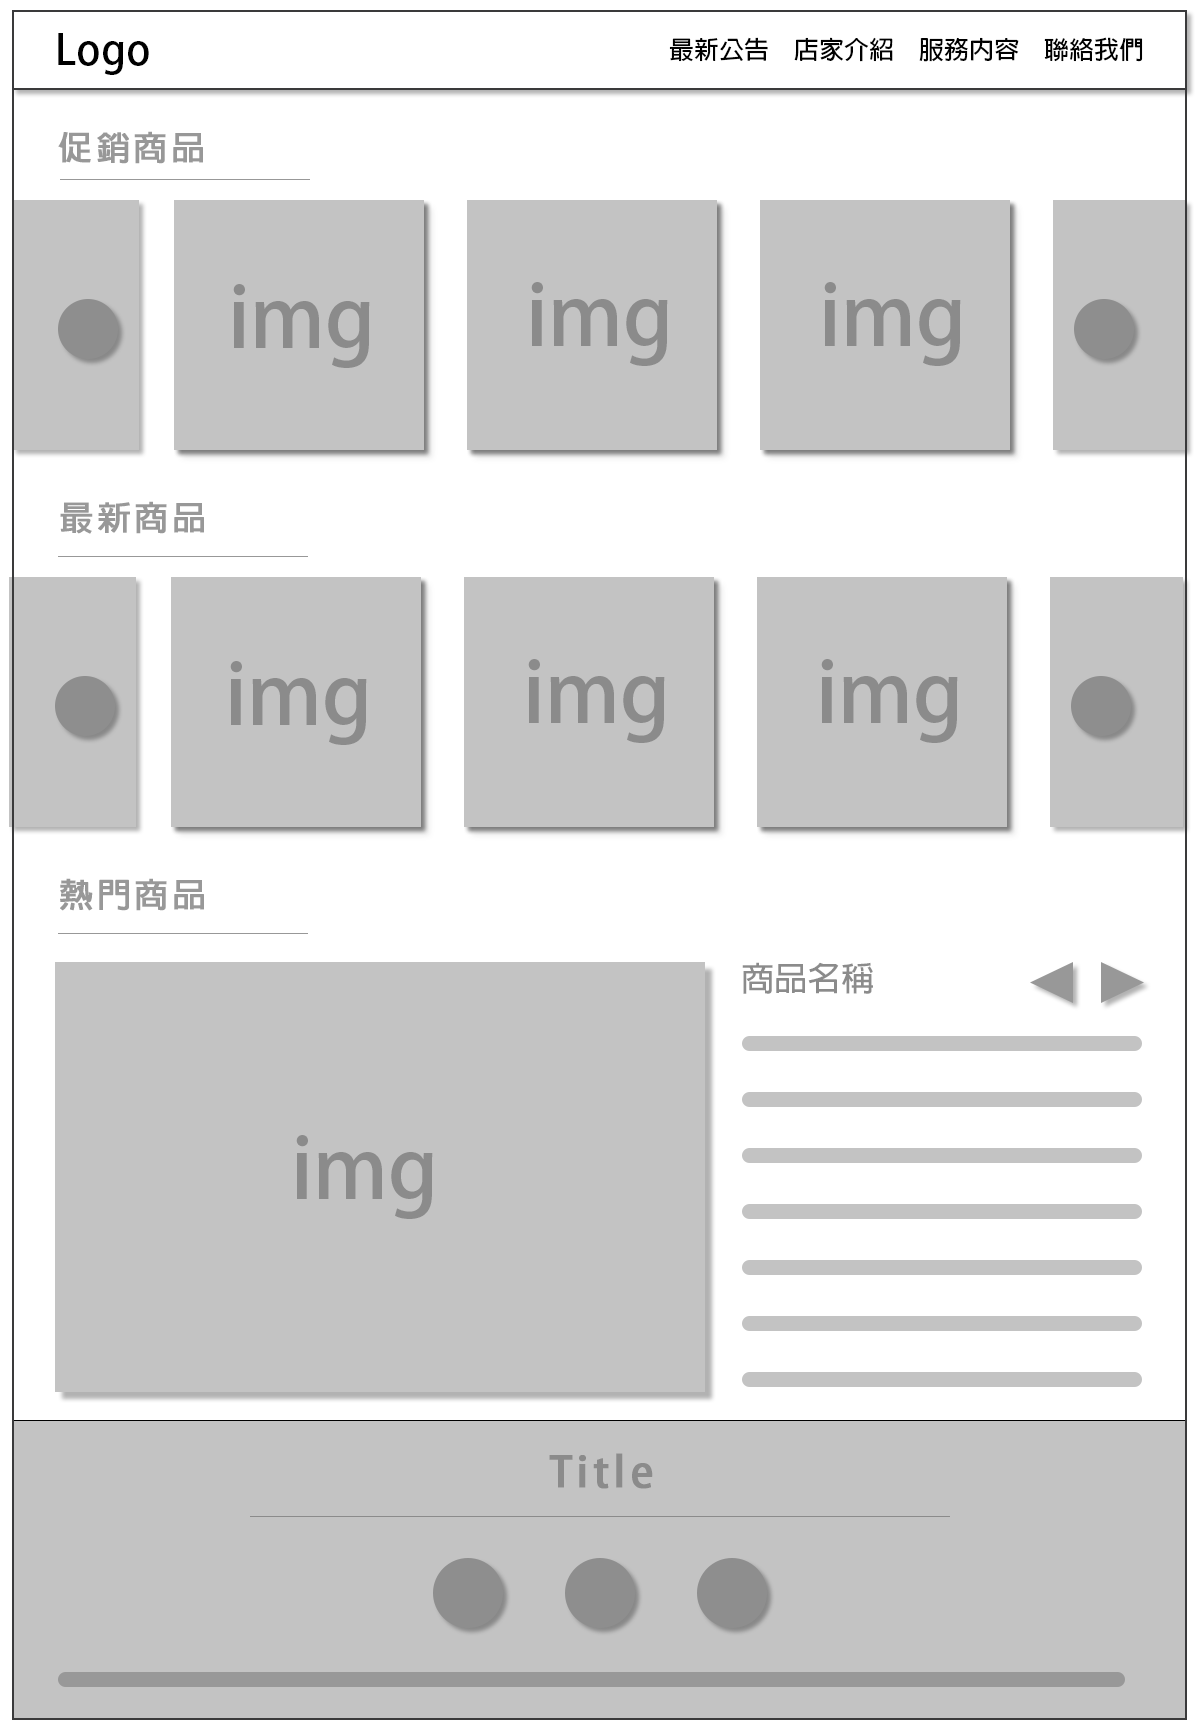 Logo
最新公告 店家介紹 服務內容 聯絡我們
促銷商品
img img img
最新商品
img img img
熱門商品
img
商品名稱
Title